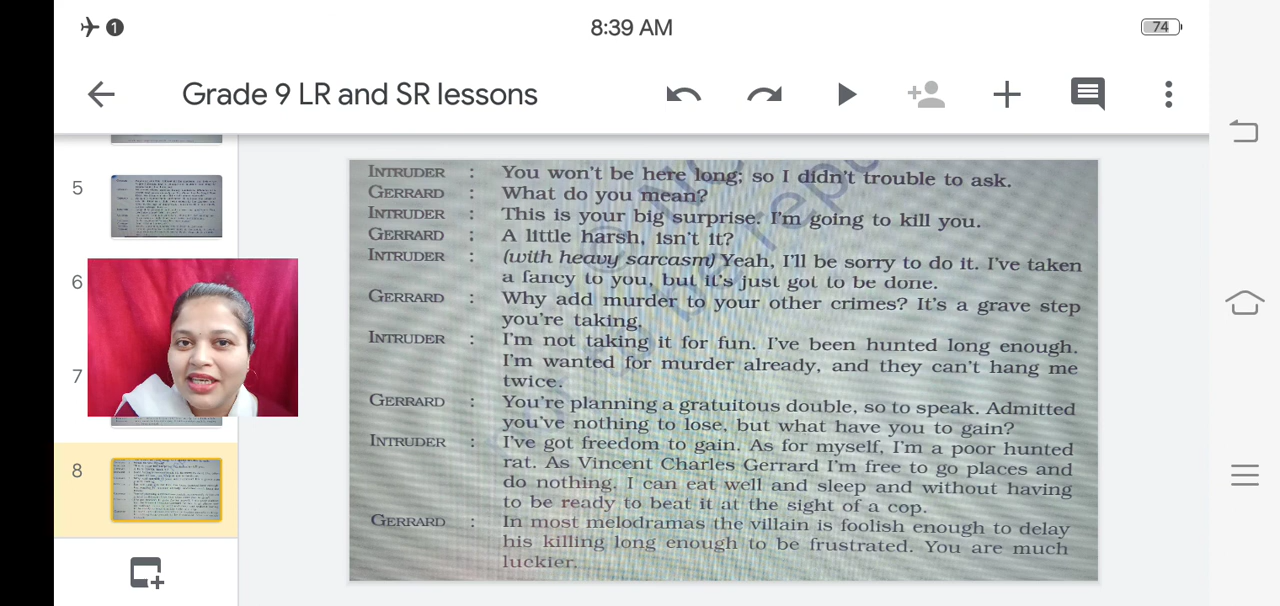 1
8:39 AM
74
Grade 9 LR and SR lessons
5
6
7
8
INTRUDER : You won't be here long; so I didn't trouble to ask.
GERRARD : What do you mean?
INTRUDER : This is your big surprise. I'm going to kill you.
GERRARD : A little harsh, isn't it?
INTRUDER : (with heavy sarcasm) Yeah, I'll be sorry to do it. I've taken
a fancy to you, but it's just got to be done.
GERRARD : Why add murder to your other crimes? It's a grave step
you're taking.
INTRUDER : I'm not taking it for fun. I've been hunted long enough.
I'm wanted for murder already, and they can't hang me
twice.
GERRARD : You're planning a gratuitous double, so to speak. Admitted
you've nothing to lose, but what have you to gain?
INTRUDER : I've got freedom to gain. As for myself, I'm a poor hunted
rat. As Vincent Charles Gerrard I'm free to go places and
do nothing. I can eat well and sleep and without having
to be ready to beat it at the sight of a cop.
GERRARD : In most melodramas the villain is foolish enough to delay
his killing long enough to be frustrated. You are much
luckier.